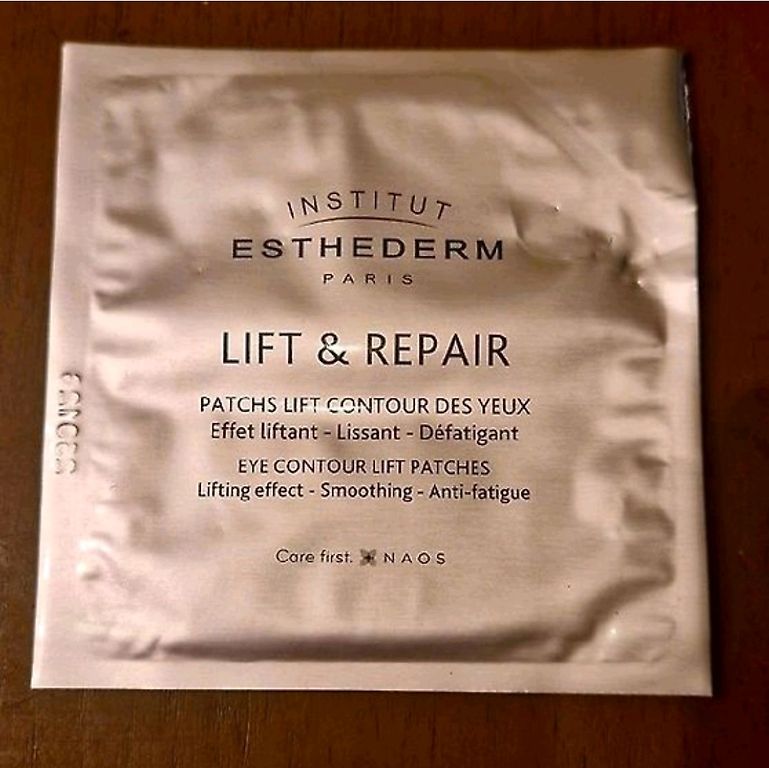 INSTITUT
ESTHEDERM
PARIS
LIFT & REPAIR
PATCHS LIFT CONTOUR DES YEUX
Effet liftant - Lissant - Défatigant
EYE CONTOUR LIFT PATCHES
Lifting effect - Smoothing - Anti-fatigue
Care first. NAOS